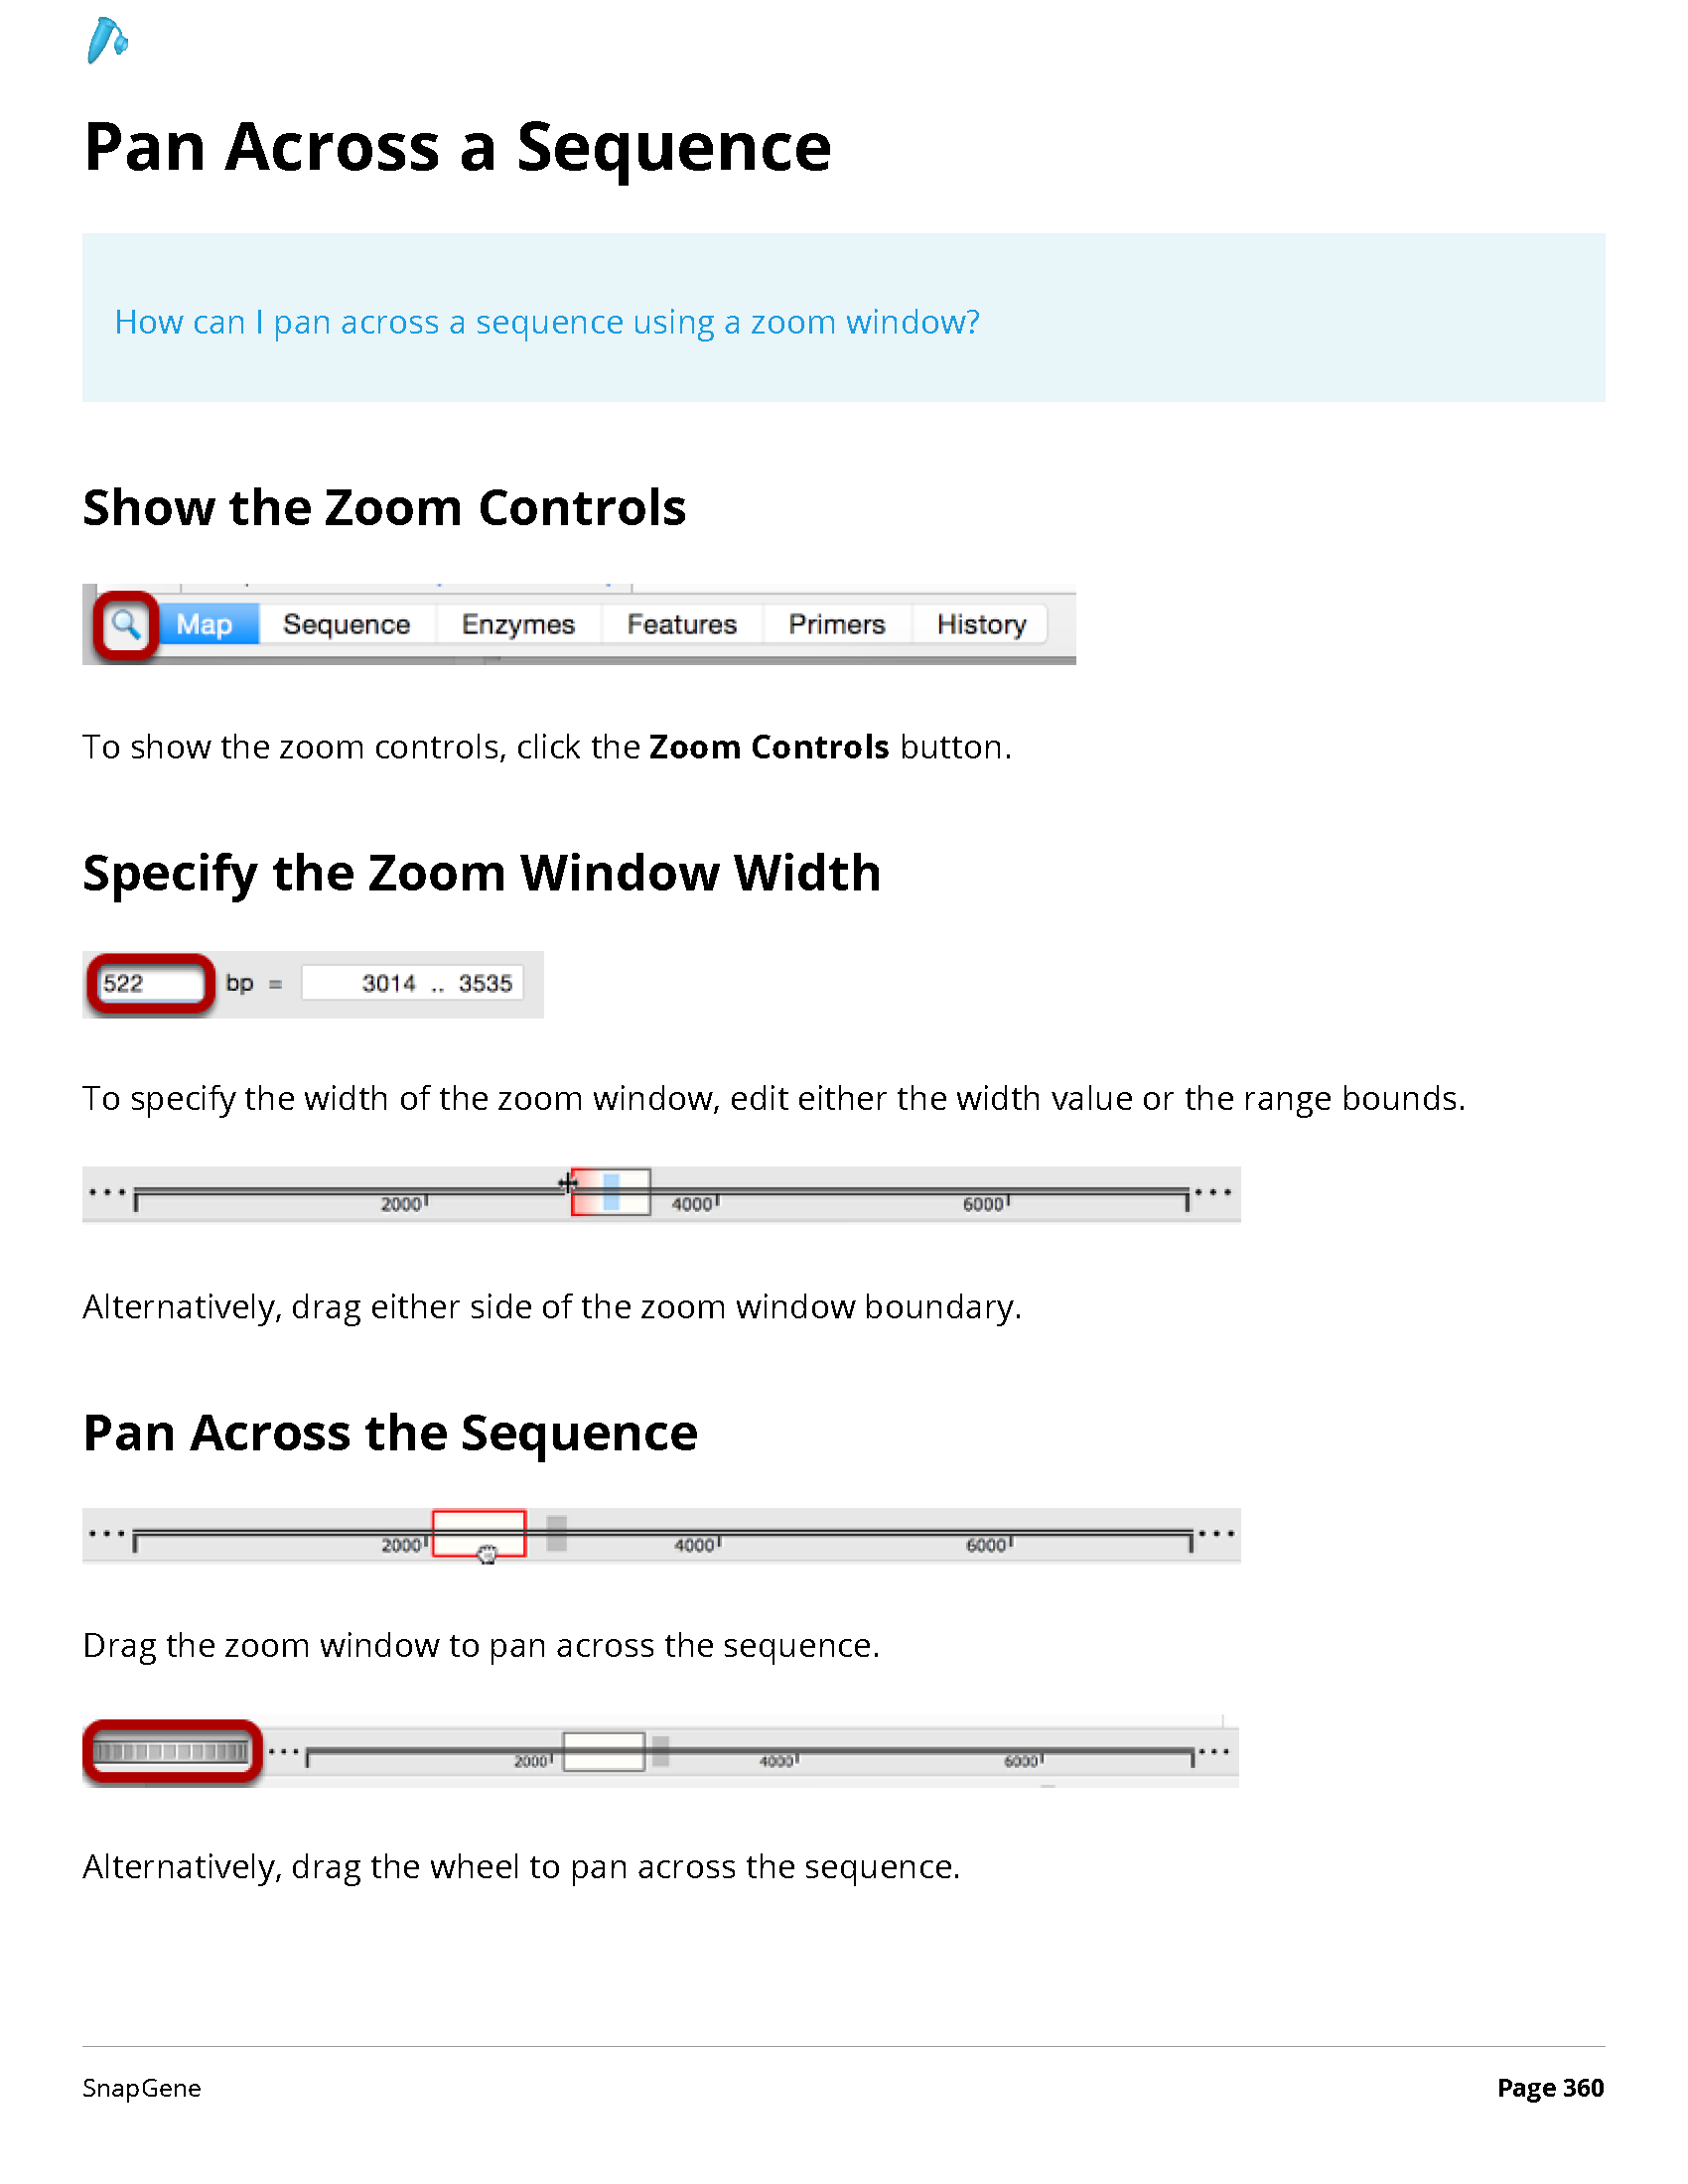 Pan Across a Sequence
How can I pan across a sequence using a zoom window?
Show the Zoom Controls
Map Sequence Enzymes Features Primers History
To show the zoom controls, click the Zoom Controls button.
Specify the Zoom Window Width
522 bp = 3014 .. 3535
To specify the width of the zoom window, edit either the width value or the range bounds.
2000 4000 6000
Alternatively, drag either side of the zoom window boundary.
Pan Across the Sequence
2000 4000 6000
Drag the zoom window to pan across the sequence.
2000 4000 6000
Alternatively, drag the wheel to pan across the sequence.
SnapGene Page 360